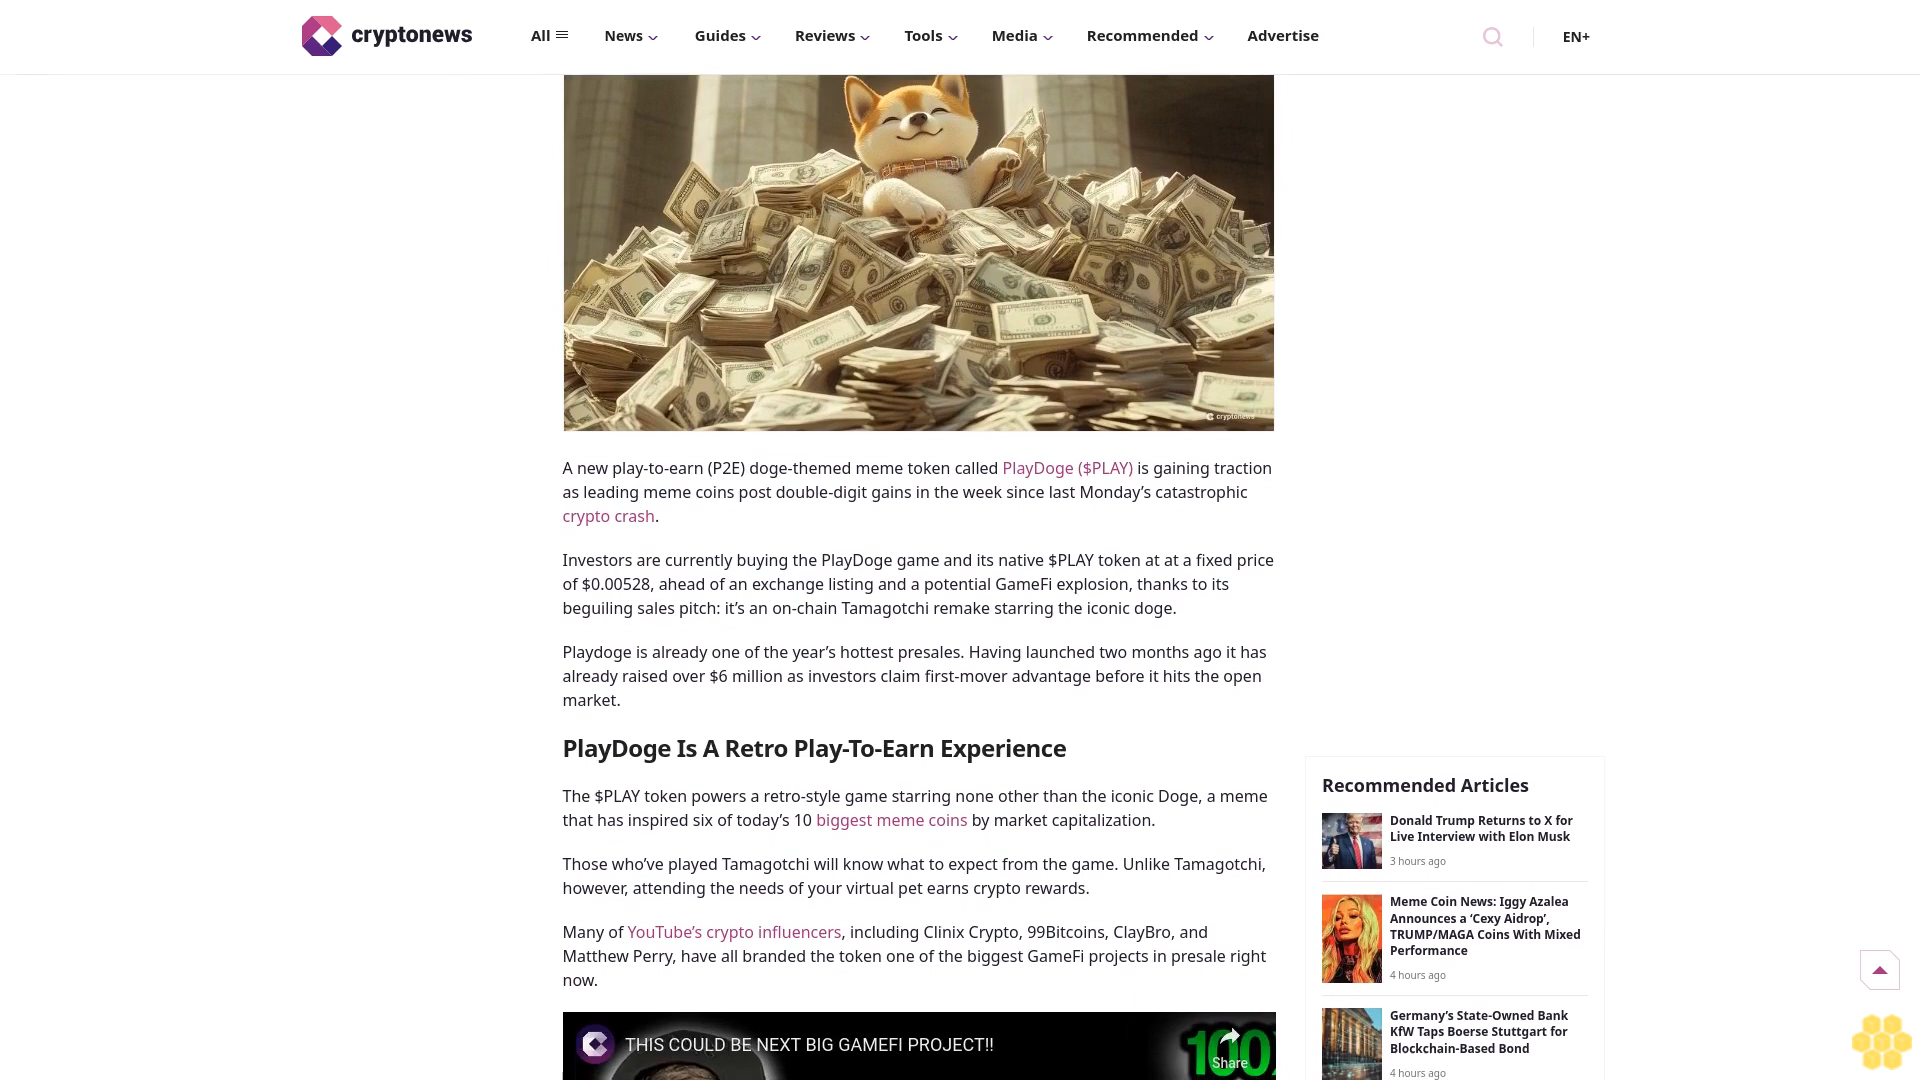 cryptonews
All
News
Guides
Reviews
Tools
Media
Recommended
Advertise
EN+
cryptonews
A new play-to-earn (P2E) doge-themed meme token called PlayDoge ($PLAY) is gaining traction
as leading meme coins post double-digit gains in the week since last Monday’s catastrophic
crypto crash.
Investors are currently buying the PlayDoge game and its native $PLAY token at at a fixed price
of $0.00528, ahead of an exchange listing and a potential GameFi explosion, thanks to its
beguiling sales pitch: it’s an on-chain Tamagotchi remake starring the iconic doge.
Playdoge is already one of the year’s hottest presales. Having launched two months ago it has
already raised over $6 million as investors claim first-mover advantage before it hits the open
market.
PlayDoge Is A Retro Play-To-Earn Experience
The $PLAY token powers a retro-style game starring none other than the iconic Doge, a meme
that has inspired six of today’s 10 biggest meme coins by market capitalization.
Those who’ve played Tamagotchi will know what to expect from the game. Unlike Tamagotchi,
however, attending the needs of your virtual pet earns crypto rewards.
Many of YouTube’s crypto influencers, including Clinix Crypto, 99Bitcoins, ClayBro, and
Matthew Perry, have all branded the token one of the biggest GameFi projects in presale right
now.
THIS COULD BE NEXT BIG GAMEFI PROJECT!!
100X
Share
Recommended Articles
Donald Trump Returns to X for
Live Interview with Elon Musk
3 hours ago
Meme Coin News: Iggy Azalea
Announces a ‘Cexy Aidrop’,
TRUMP/MAGA Coins With Mixed
Performance
4 hours ago
Germany’s State-Owned Bank
KfW Taps Boerse Stuttgart for
Blockchain-Based Bond
4 hours ago